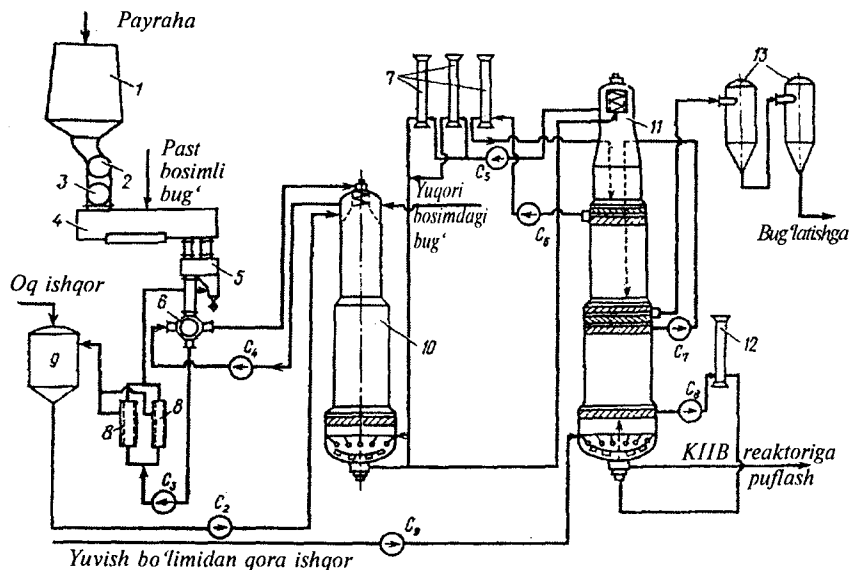 Payraha
1
2
3
Past
bosimli
bug‘
4
5
6
Oq ishqor
9
8
8
C₃
C₄
C₂
7
C₅
C₆
Yuqori
bosimdagi
bug‘
10
11
13
Bug‘latishga
C₇
12
C₈
KIIB reaktoriga
puflash
C₉
Yuvish bo‘limidan qora ishqor